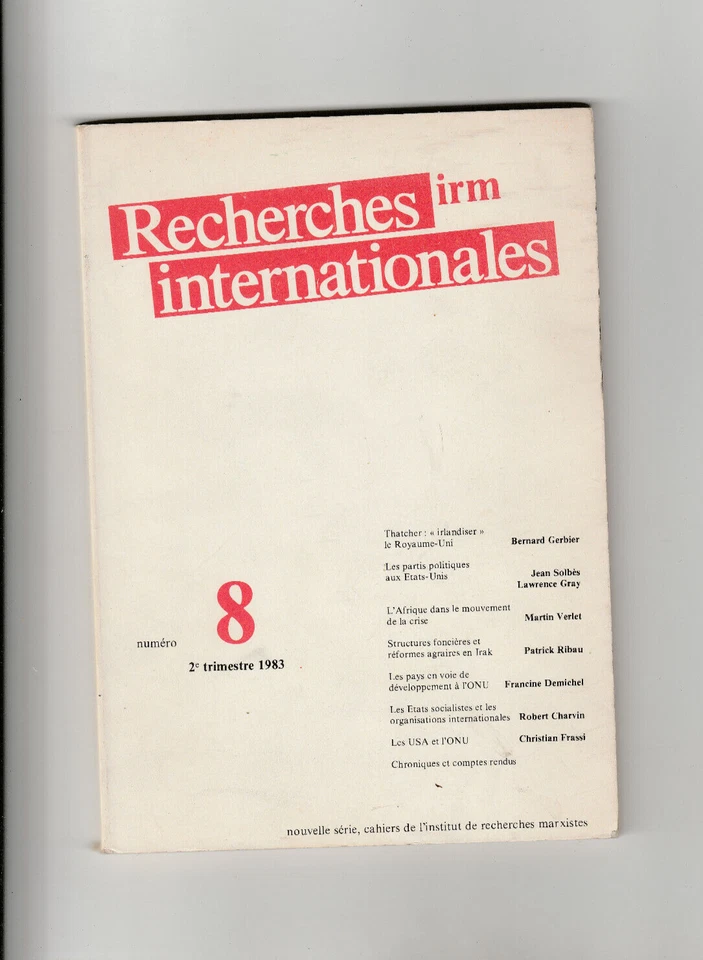 Recherches irm
internationales
Thatcher : « irlandiser »
le Royaume-Uni Bernard Gerbier
Les partis politiques
aux Etats-Unis Jean Solbès
Lawrence Gray
L'Afrique dans le mouvement
de la crise Martin Verlet
Structures foncières et
réformes agraires en Irak Patrick Ribau
Les pays en voie de
développement à l'ONU Francine Demichel
Les Etats socialistes et les
organisations internationales Robert Charvin
Les USA et l'ONU Christian Frassi
Chroniques et comptes rendus
numéro 8
2e trimestre 1983
nouvelle série, cahiers de l'institut de recherches marxistes